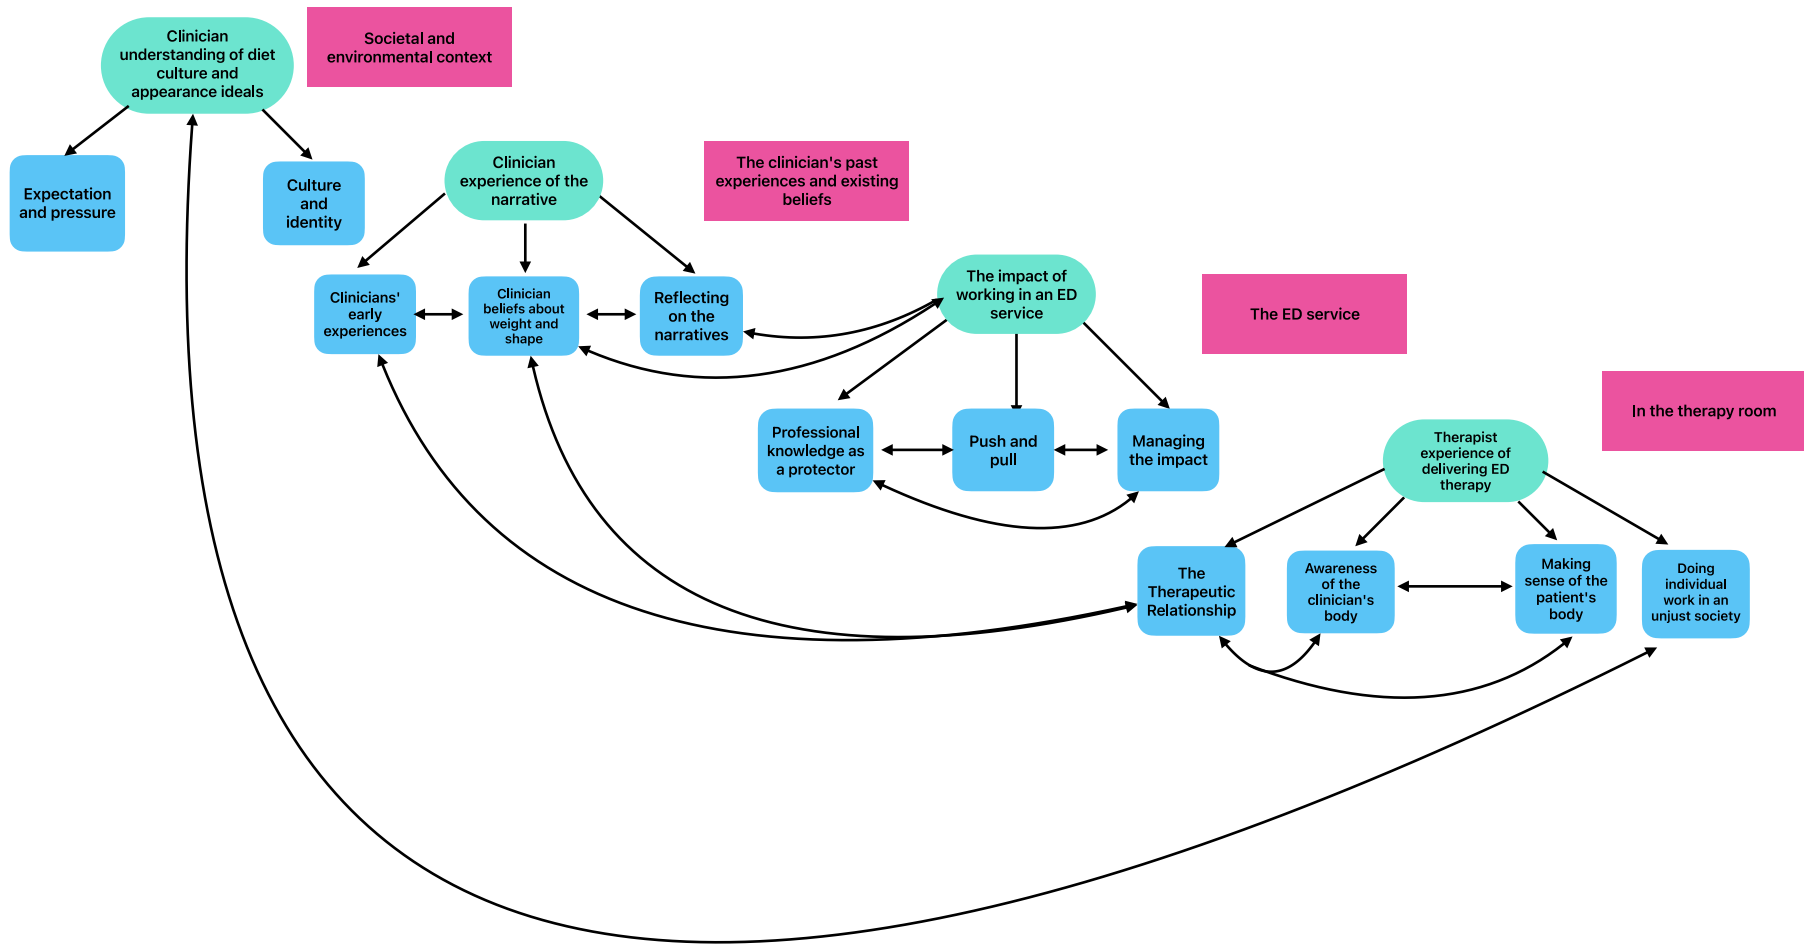 Clinician
understanding of diet
culture and
appearance ideals
Societal and
environmental context
Expectation
and pressure
Culture
and
identity
Clinician
experience of the
narrative
The clinician's past
experiences and existing
beliefs
Clinicians'
early
experiences
Clinician
beliefs about
weight and
shape
Reflecting
on the
narratives
The impact of
working in an ED
service
The ED service
Professional
knowledge as
a protector
Push and
pull
Managing
the impact
In the therapy room
Therapist
experience of
delivering ED
therapy
The
Therapeutic
Relationship
Awareness
of the
clinician's
body
Making
sense of the
patient's
body
Doing
individual
work in an
unjust society